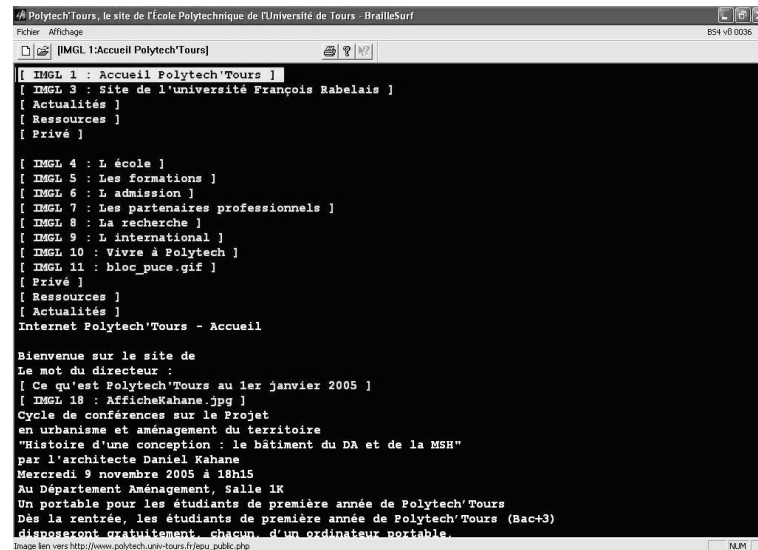 Polytech'Tours, le site de l'École Polytechnique de l'Université de Tours - BrailleSurf
Fichier Affichage BS4 v8 0036
[IMGL 1:Accueil Polytech'Tours]
[ IMGL 1 : Accueil Polytech'Tours ]
[ IMGL 3 : Site de l'université François Rabelais ]
[ Actualités ]
[ Ressources ]
[ Privé ]
[ IMGL 4 : L école ]
[ IMGL 5 : Les formations ]
[ IMGL 6 : L admission ]
[ IMGL 7 : Les partenaires professionnels ]
[ IMGL 8 : La recherche ]
[ IMGL 9 : L international ]
[ IMGL 10 : Vivre à Polytech ]
[ IMGL 11 : bloc_puce.gif ]
[ Privé ]
[ Ressources ]
[ Actualités ]
Internet Polytech'Tours - Accueil
Bienvenue sur le site de
Le mot du directeur :
[ Ce qu'est Polytech'Tours au 1er janvier 2005 ]
[ IMGL 18 : AfficheKahane.jpg ]
Cycle de conférences sur le Projet
en urbanisme et aménagement du territoire
"Histoire d'une conception : le bâtiment du DA et de la MSH"
par l'architecte Daniel Kahane
Mercredi 9 novembre 2005 à 18h15
Au Département Aménagement, Salle 1K
Un portable pour les étudiants de première année de Polytech'Tours
Dès la rentrée, les étudiants de première année de Polytech'Tours (Bac+3)
disposeront gratuitement, chacun, d'un ordinateur portable.
Image lien vers http://www.polytech.univ-tours.fr/epu_public.php NUM